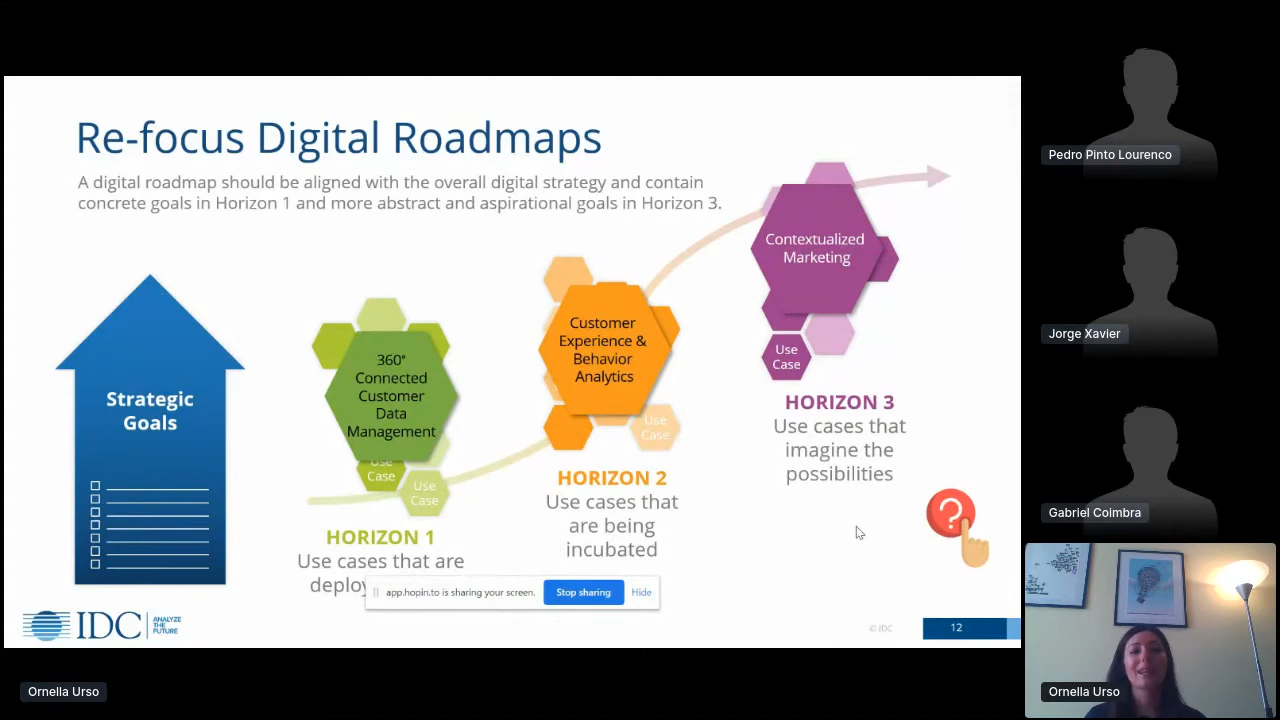 Re-focus Digital Roadmaps
A digital roadmap should be aligned with the overall digital strategy and contain
concrete goals in Horizon 1 and more abstract and aspirational goals in Horizon 3.
Strategic
Goals
360°
Connected
Customer
Data
Management
Use
Case
Use
Case
HORIZON 1
Use cases that are
Customer
Experience &
Behavior
Analytics
Use
Case
HORIZON 2
Use cases that
are being
incubated
Contextualized
Marketing
Use
Case
HORIZON 3
Use cases that
imagine the
possibilities
?
app.hopin.to is sharing your screen.
Stop sharing
Hide
IDC
ANALYZE
THE
FUTURE
© IDC
12
Pedro Pinto Lourenco
Jorge Xavier
Gabriel Coimbra
Ornella Urso
Ornella Urso